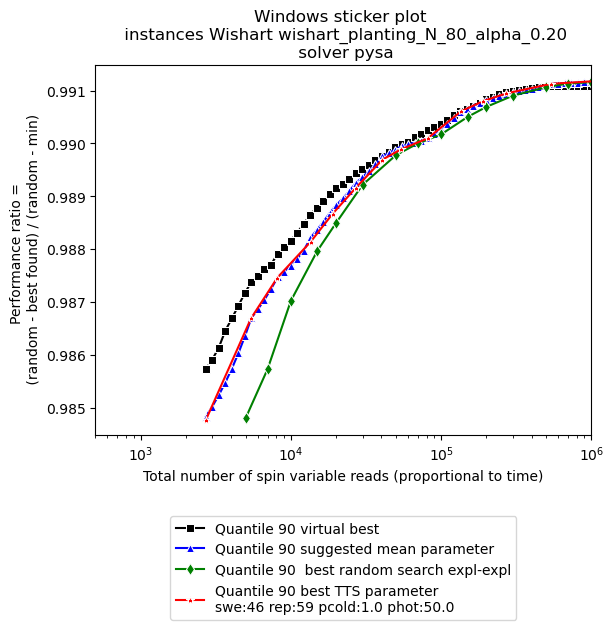 Windows sticker plot
instances Wishart wishart_planting_N_80_alpha_0.20
solver pysa
Performance ratio =
(random - best found) / (random - min)
0.991
0.990
0.989
0.988
0.987
0.986
0.985
10³
10⁴
10⁵
10⁶
Total number of spin variable reads (proportional to time)
Quantile 90 virtual best
Quantile 90 suggested mean parameter
Quantile 90  best random search expl-expl
Quantile 90 best TTS parameter
swe:46 rep:59 pcold:1.0 phot:50.0